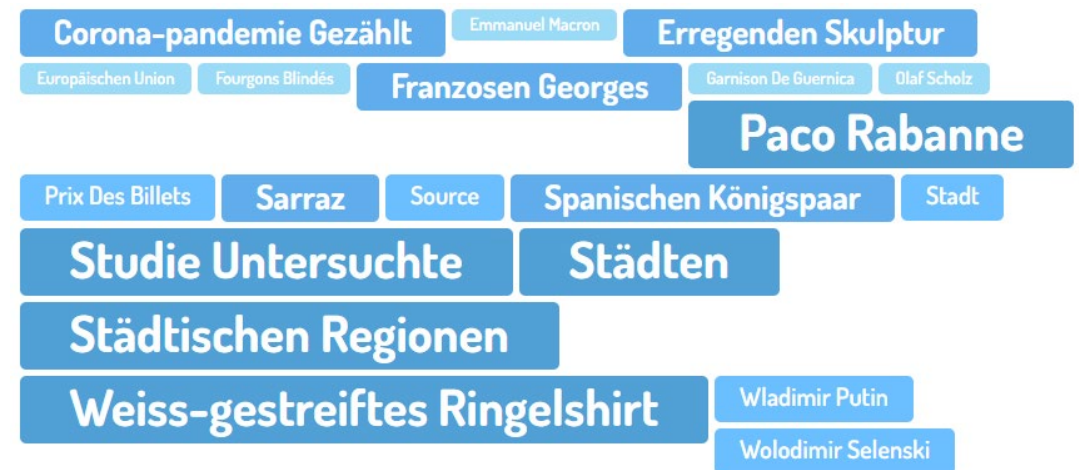 Corona-pandemie Gezählt Emmanuel Macron Erregenden Skulptur
Europäischen Union Fourgons Blindés Franzosen Georges Garnison De Guernica Olaf Scholz
Paco Rabanne
Prix Des Billets Sarraz Source Spanischen Königspaar Stadt
Studie Untersuchte Städten
Städtischen Regionen
Weiss-gestreiftes Ringelshirt Wladimir Putin
Wolodimir Selenski